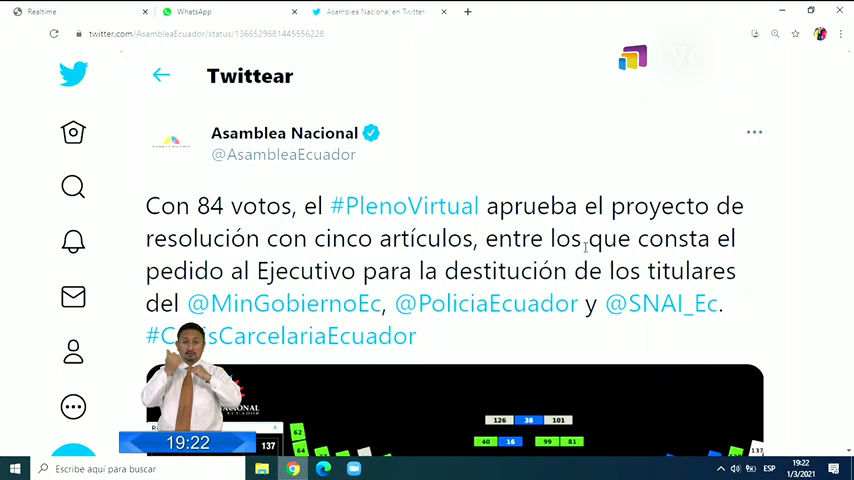 Realtime
WhatsApp
Asamblea Nacional en Twitter:
twitter.com/AsambleaEcuador/status/1366529681445556228
Twittear
Asamblea Nacional
@AsambleaEcuador
Con 84 votos, el #PlenoVirtual aprueba el proyecto de
resolución con cinco artículos, entre los que consta el
pedido al Ejecutivo para la destitución de los titulares
del @MinGobiernoEc, @PoliciaEcuador y @SNAI_Ec.
#C isCarcelariaEcuador
126 38 101
40 16 99 81
62
64
137
137
19:22
Escribe aquí para buscar
ESP
19:22
1/3/2021